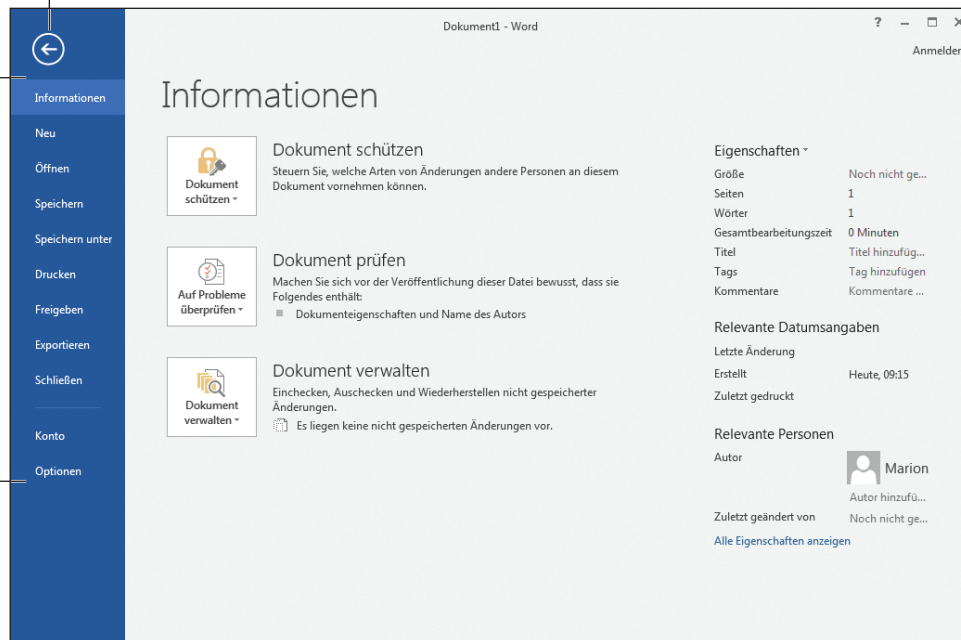 Dokument1 - Word
?
Anmelden
Informationen
Neu
Öffnen
Speichern
Speichern unter
Drucken
Freigeben
Exportieren
Schließen
Konto
Optionen
Informationen
Dokument schützen
Dokument schützen
Steuern Sie, welche Arten von Änderungen andere Personen an diesem
Dokument vornehmen können.
Auf Probleme
überprüfen
Dokument prüfen
Machen Sie sich vor der Veröffentlichung dieser Datei bewusst, dass sie
Folgendes enthält:
Dokumenteigenschaften und Name des Autors
Dokument
verwalten
Dokument verwalten
Einchecken, Auschecken und Wiederherstellen nicht gespeicherter
Änderungen.
Es liegen keine nicht gespeicherten Änderungen vor.
Eigenschaften
Größe Noch nicht ge...
Seiten 1
Wörter 1
Gesamtbearbeitungszeit 0 Minuten
Titel Titel hinzufüg...
Tags Tag hinzufügen
Kommentare Kommentare ...
Relevante Datumsangaben
Letzte Änderung
Erstellt Heute, 09:15
Zuletzt gedruckt
Relevante Personen
Autor Marion
Autor hinzufü...
Zuletzt geändert von Noch nicht ge...
Alle Eigenschaften anzeigen